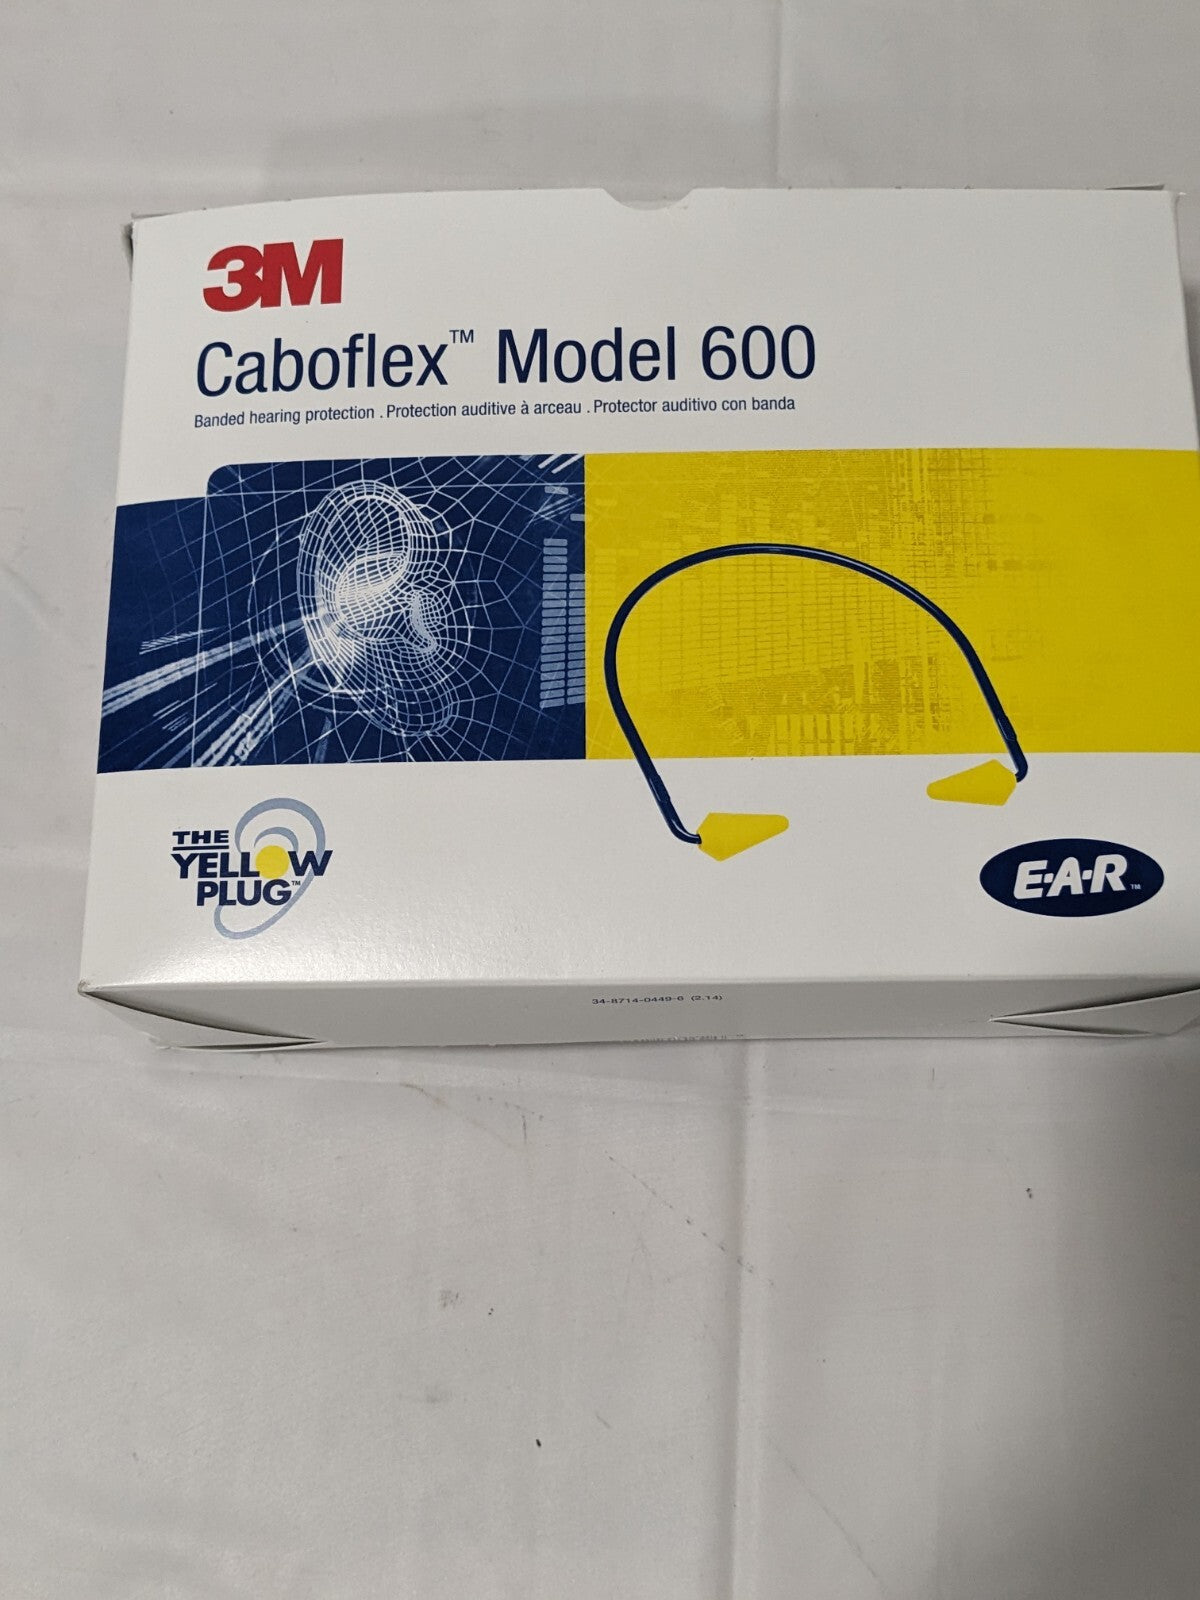 3M
Caboflex™ Model 600
Banded hearing protection . Protection auditive à arceau . Protector auditivo con banda
THE
YELLOW
PLUG™
E·A·R™
34-8714-0449-6 (2.14)